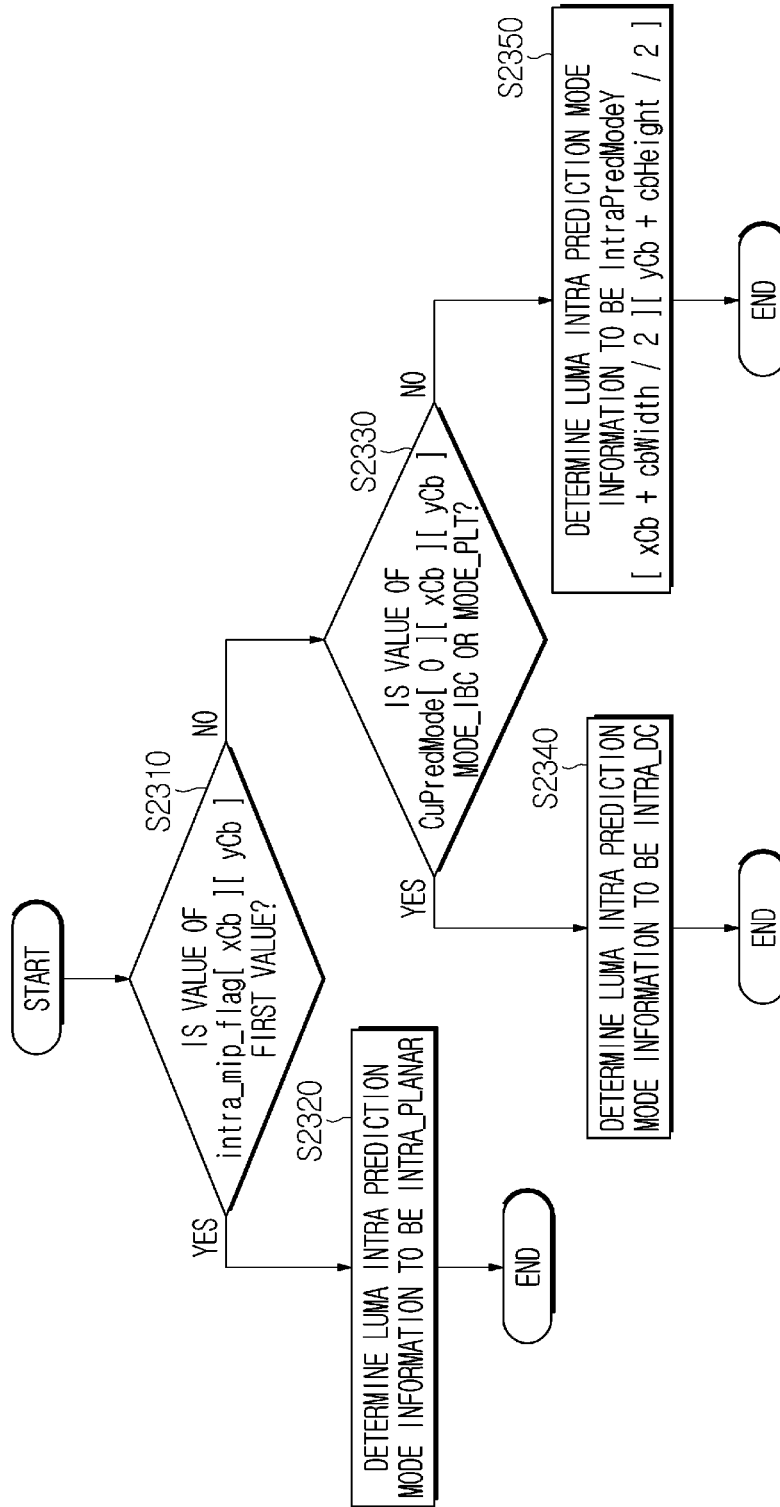 START
S2310
IS VALUE OF
intra_mip_flag[ xCb ][ yCb ]
FIRST VALUE?
YES
NO
S2320
DETERMINE LUMA INTRA PREDICTION
MODE INFORMATION TO BE INTRA_PLANAR
END
S2330
IS VALUE OF
CuPredMode[ 0 ][ xCb ][ yCb ]
MODE_IBC OR MODE_PLT?
YES
NO
S2340
DETERMINE LUMA INTRA PREDICTION
MODE INFORMATION TO BE INTRA_DC
END
S2350
DETERMINE LUMA INTRA PREDICTION MODE
INFORMATION TO BE IntraPredModeY
[ xCb + cbWidth / 2 ][ yCb + cbHeight / 2 ]
END